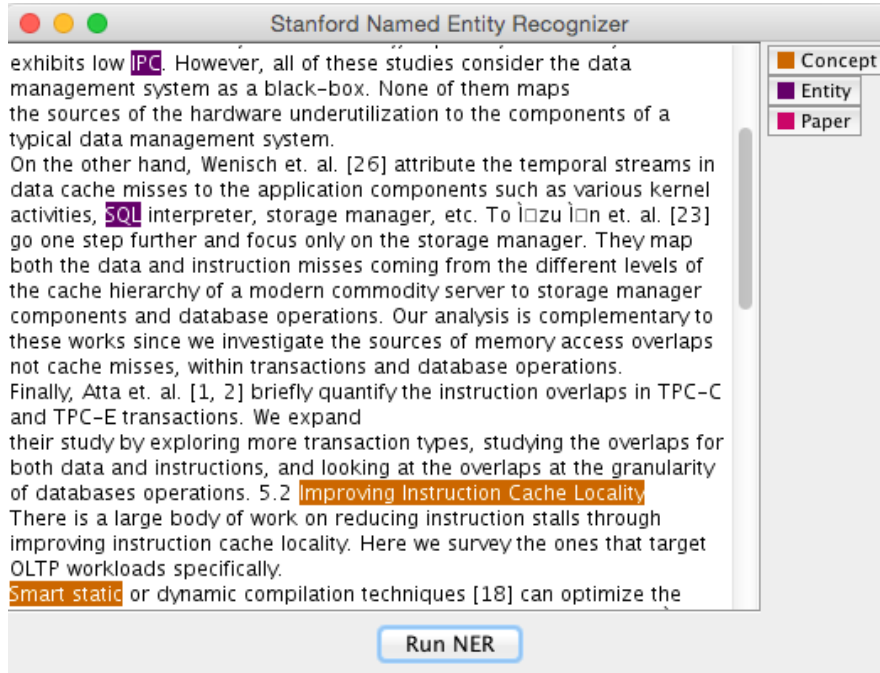 Stanford Named Entity Recognizer
exhibits low IPC. However, all of these studies consider the data
management system as a black-box. None of them maps
the sources of the hardware underutilization to the components of a
typical data management system.
On the other hand, Wenisch et. al. [26] attribute the temporal streams in
data cache misses to the application components such as various kernel
activities, SQL interpreter, storage manager, etc. To Ì□zu Ì□n et. al. [23]
go one step further and focus only on the storage manager. They map
both the data and instruction misses coming from the different levels of
the cache hierarchy of a modern commodity server to storage manager
components and database operations. Our analysis is complementary to
these works since we investigate the sources of memory access overlaps
not cache misses, within transactions and database operations.
Finally, Atta et. al. [1, 2] briefly quantify the instruction overlaps in TPC-C
and TPC-E transactions. We expand
their study by exploring more transaction types, studying the overlaps for
both data and instructions, and looking at the overlaps at the granularity
of databases operations. 5.2 Improving Instruction Cache Locality
There is a large body of work on reducing instruction stalls through
improving instruction cache locality. Here we survey the ones that target
OLTP workloads specifically.
Smart static or dynamic compilation techniques [18] can optimize the
Concept
Entity
Paper
Run NER